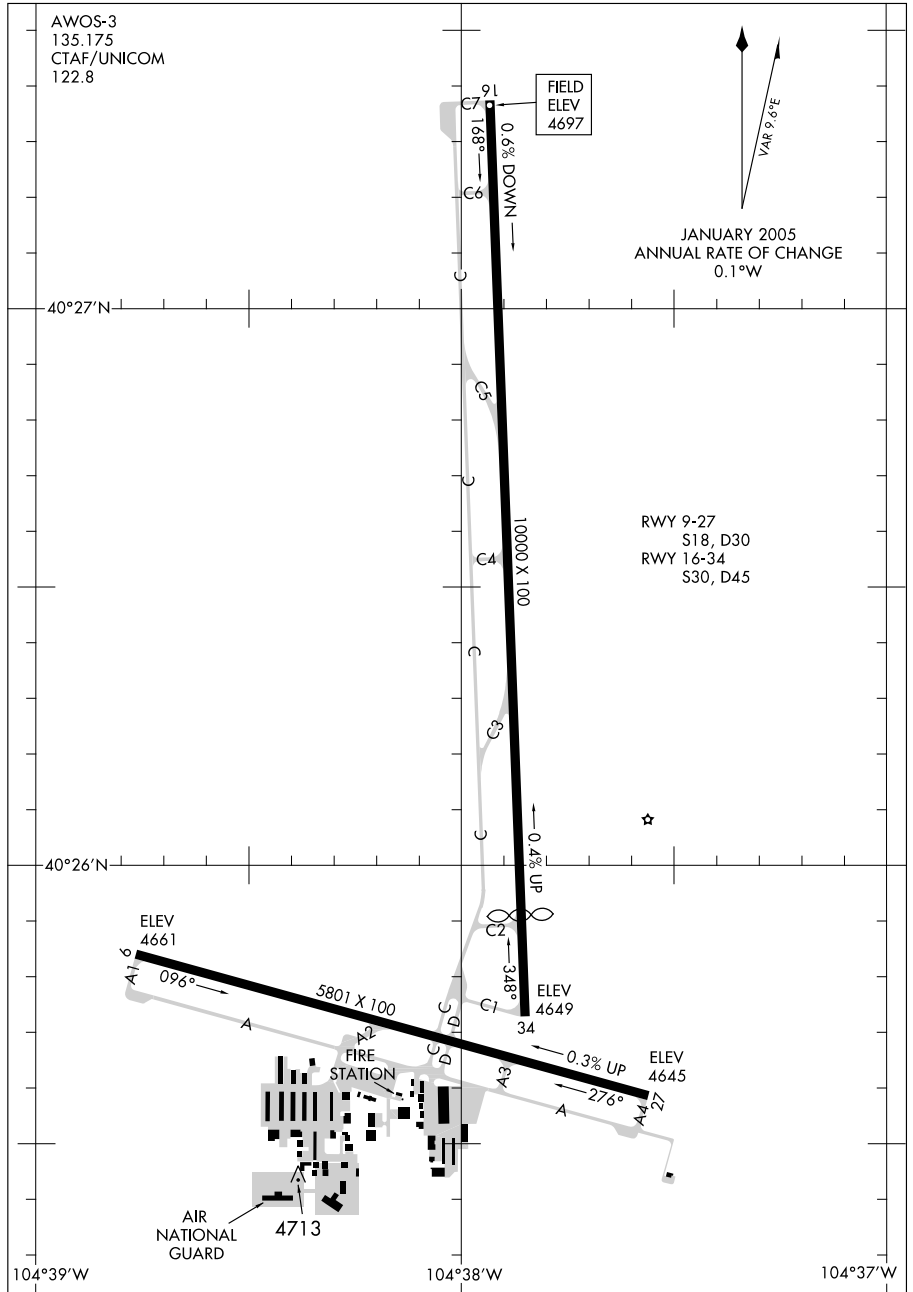 AWOS-3
135.175
CTAF/UNICOM
122.8
C7
16
FIELD
ELEV
4697
168°
0.6% DOWN
C6
VAR 9.6°E
JANUARY 2005
ANNUAL RATE OF CHANGE
0.1°W
C
40°27'N
C5
C
10000 X 100
C4
RWY 9-27
S18, D30
RWY 16-34
S30, D45
C
C3
C
0.4% UP
40°26'N
C2
348°
ELEV
4661
9
A1
096°
5801 X 100
C
D
C1
ELEV
4649
34
A
A2
C
D
FIRE
STATION
0.3% UP
ELEV
4645
A3
276°
A
A4
27
AIR
NATIONAL
GUARD
4713
104°39'W
104°38'W
104°37'W